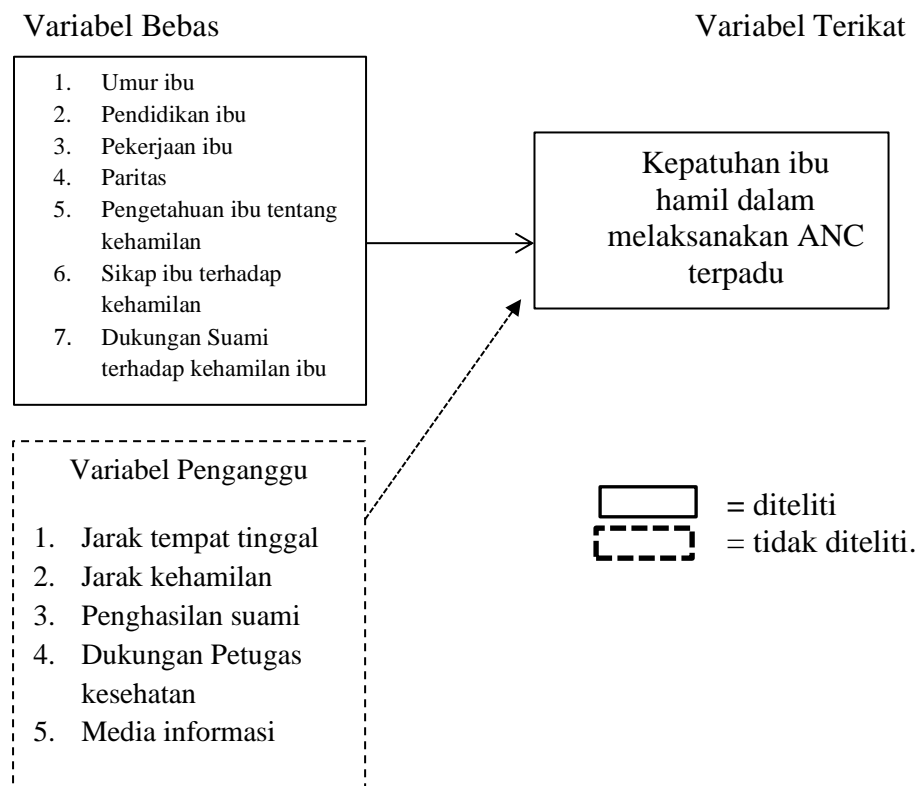 Variabel Bebas
Variabel Terikat
1. Umur ibu
2. Pendidikan ibu
3. Pekerjaan ibu
4. Paritas
5. Pengetahuan ibu tentang
kehamilan
6. Sikap ibu terhadap
kehamilan
7. Dukungan Suami
terhadap kehamilan ibu
Kepatuhan ibu
hamil dalam
melaksanakan ANC
terpadu
Variabel Penganggu
1. Jarak tempat tinggal
2. Jarak kehamilan
3. Penghasilan suami
4. Dukungan Petugas
kesehatan
5. Media informasi
= diteliti
= tidak diteliti.